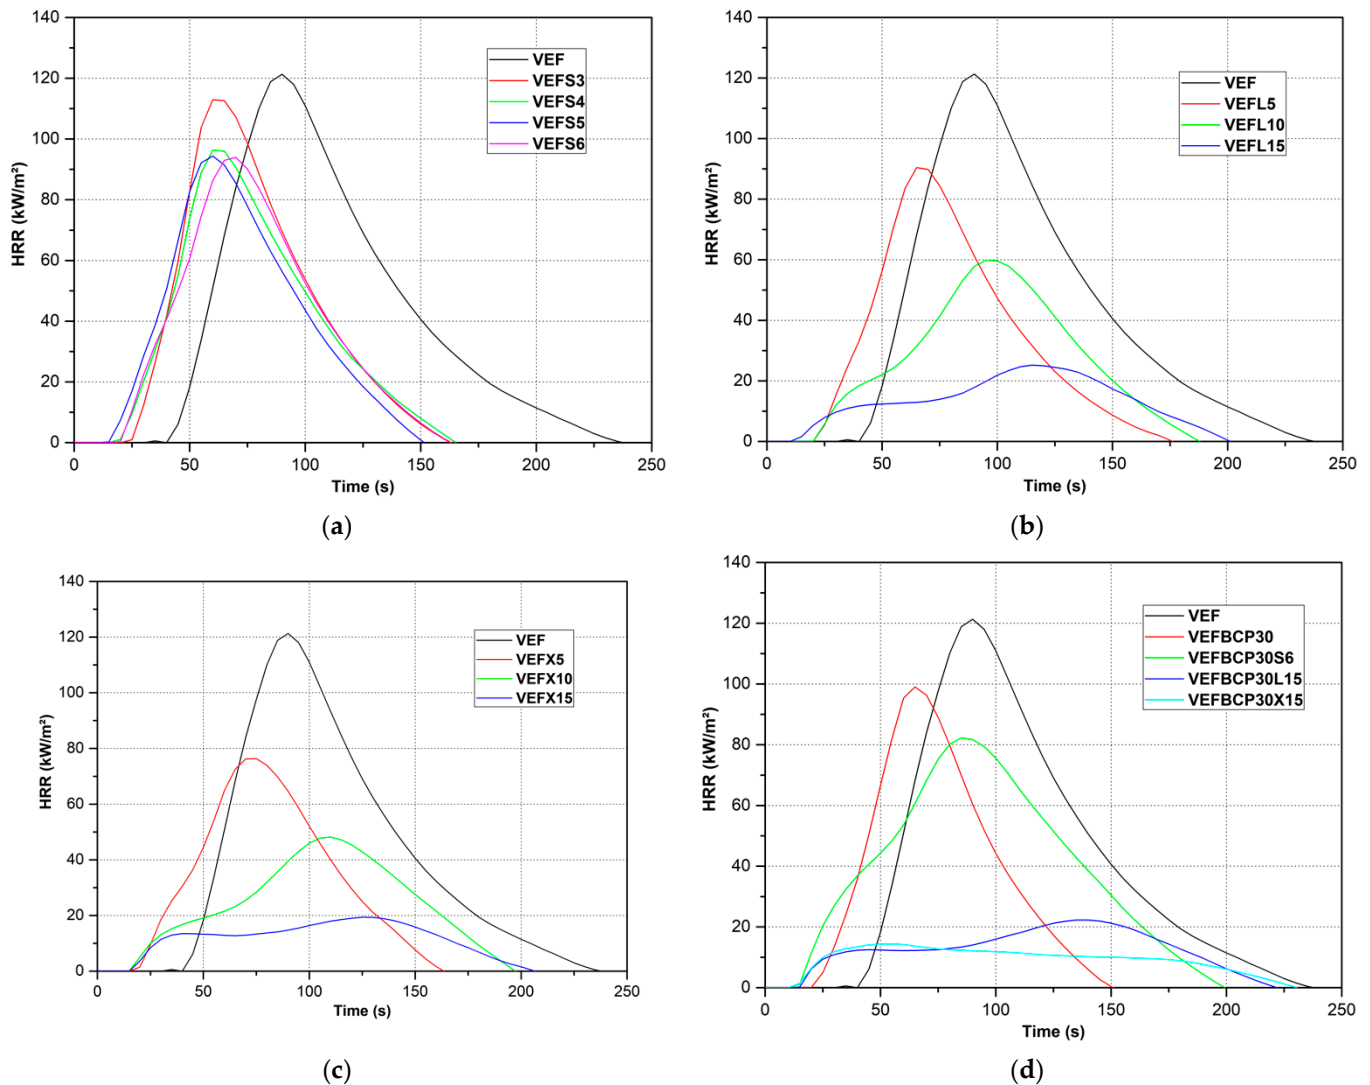 140
120
100
80
60
40
20
0
HRR (kW/m²)
VEF
VEFS3
VEFS4
VEFS5
VEFS6
0 50 100 150 200 250
Time (s)
(a)
140
120
100
80
60
40
20
0
HRR (kW/m²)
VEF
VEFL5
VEFL10
VEFL15
0 50 100 150 200 250
Time (s)
(b)
140
120
100
80
60
40
20
0
HRR (kW/m²)
VEF
VEFX5
VEFX10
VEFX15
0 50 100 150 200 250
Time (s)
(c)
140
120
100
80
60
40
20
0
HRR (kW/m²)
VEF
VEFBCP30
VEFBCP30S6
VEFBCP30L15
VEFBCP30X15
0 50 100 150 200 250
Time (s)
(d)